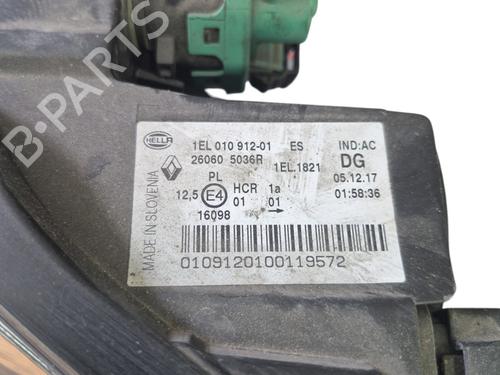 HELLA
1EL 010 912-01 ES IND:AC
26060 5036R 1EL.1821 DG
PL 05.12.17
12,5 E4 HCR 1a 01:58:36
01 01
16098 →
MADE IN SLOVENIA
0109120100119572